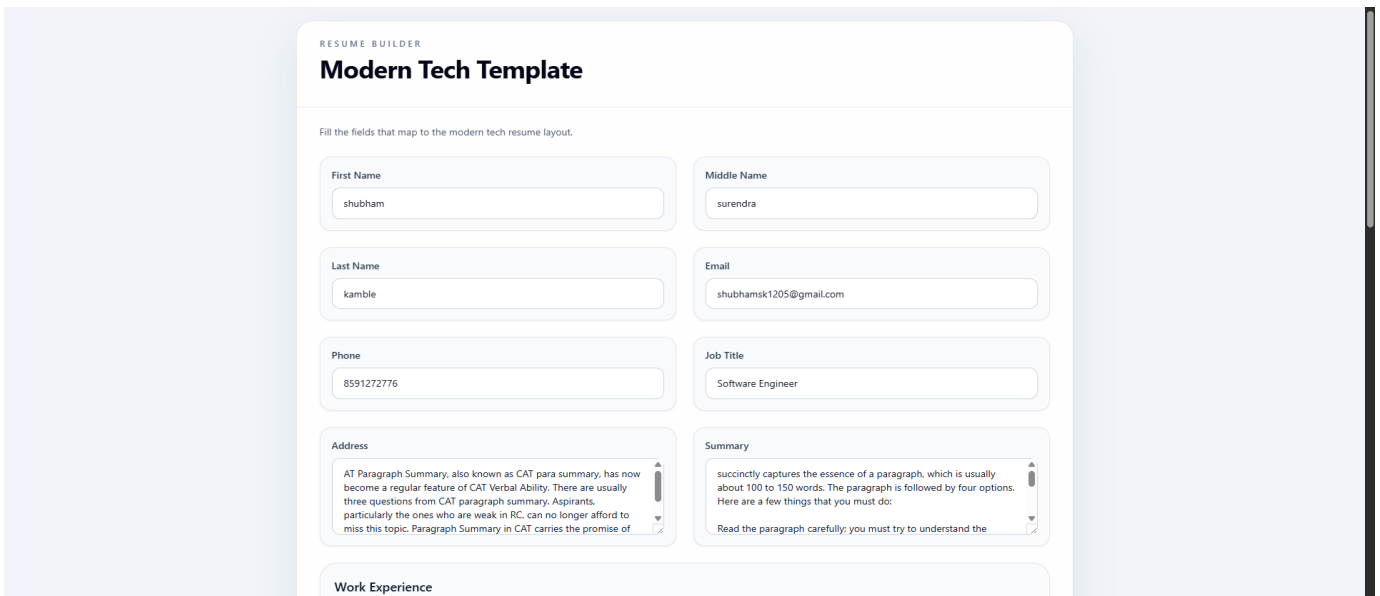 RESUME BUILDER
Modern Tech Template
Fill the fields that map to the modern tech resume layout.
First Name
shubham
Middle Name
surendra
Last Name
kamble
Email
shubhamsk1205@gmail.com
Phone
8591272776
Job Title
Software Engineer
Address
AT Paragraph Summary, also known as CAT para summary, has now
become a regular feature of CAT Verbal Ability. There are usually
three questions from CAT paragraph summary. Aspirants,
particularly the ones who are weak in RC, can no longer afford to
miss this topic. Paragraph Summary in CAT carries the promise of
Summary
succinctly captures the essence of a paragraph, which is usually
about 100 to 150 words. The paragraph is followed by four options.
Here are a few things that you must do:
Read the paragraph carefully; you must try to understand the
Work Experience